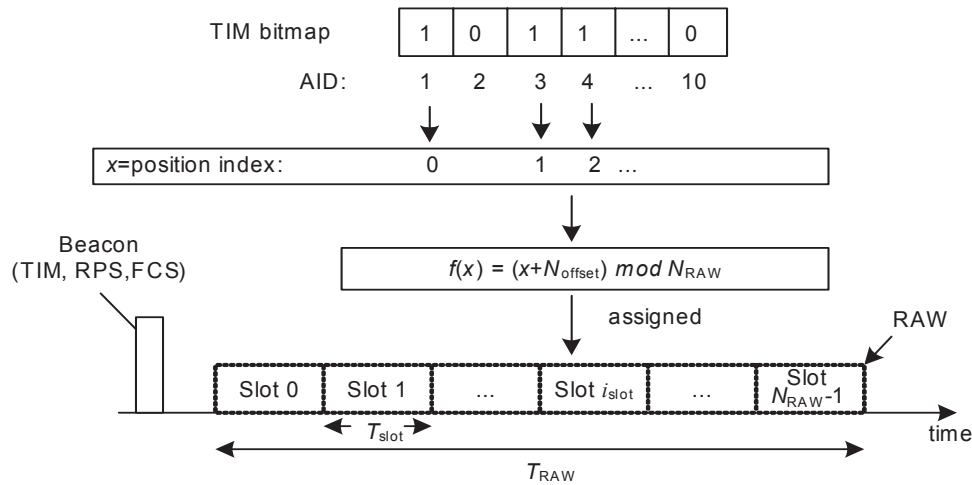 TIM bitmap 1 0 1 1 ... 0
AID: 1 2 3 4 ... 10
x=position index: 0 1 2 ...
Beacon
(TIM, RPS,FCS)
f(x) = (x+Noffset) mod NRAW
assigned
RAW
Slot 0 Slot 1 ... Slot islot ... Slot NRAW-1
Tslot
time
TRAW